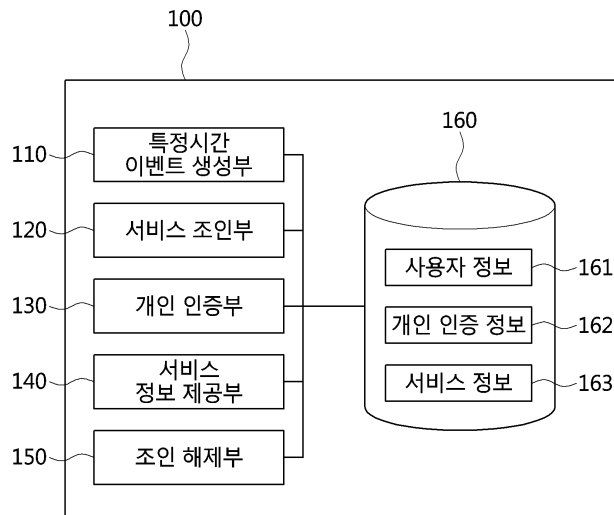 100
110
특정시간
이벤트 생성부
120
서비스 조인부
130
개인 인증부
140
서비스
정보 제공부
150
조인 해제부
160
사용자 정보
161
개인 인증 정보
162
서비스 정보
163